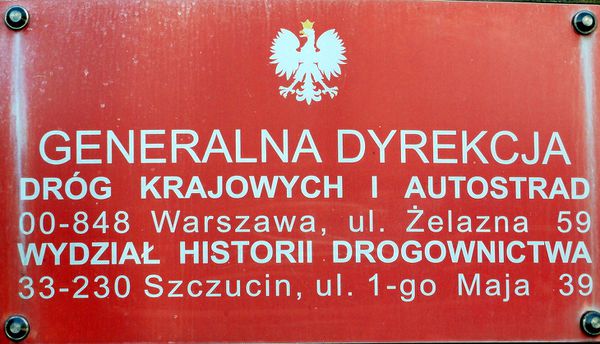 GENERALNA DYREKCJA
DRÓG KRAJOWYCH I AUTOSTRAD
00-848 Warszawa, ul. Żelazna 59
WYDZIAŁ HISTORII DROGOWNICTWA
33-230 Szczucin, ul. 1-go Maja 39